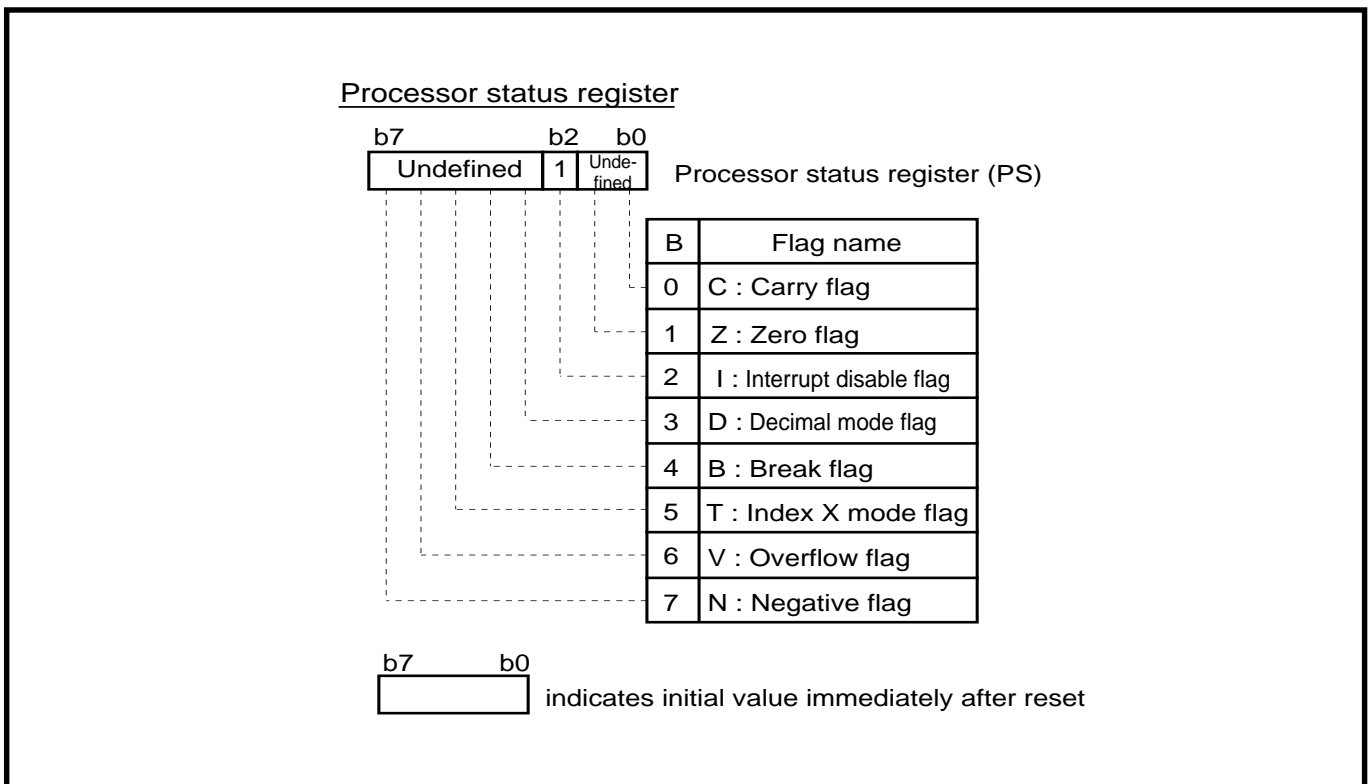 Processor status register
b7 b2 b0
Undefined 1 Unde-
fined
Processor status register (PS)
B Flag name
0 C : Carry flag
1 Z : Zero flag
2 I : Interrupt disable flag
3 D : Decimal mode flag
4 B : Break flag
5 T : Index X mode flag
6 V : Overflow flag
7 N : Negative flag
b7 b0
indicates initial value immediately after reset